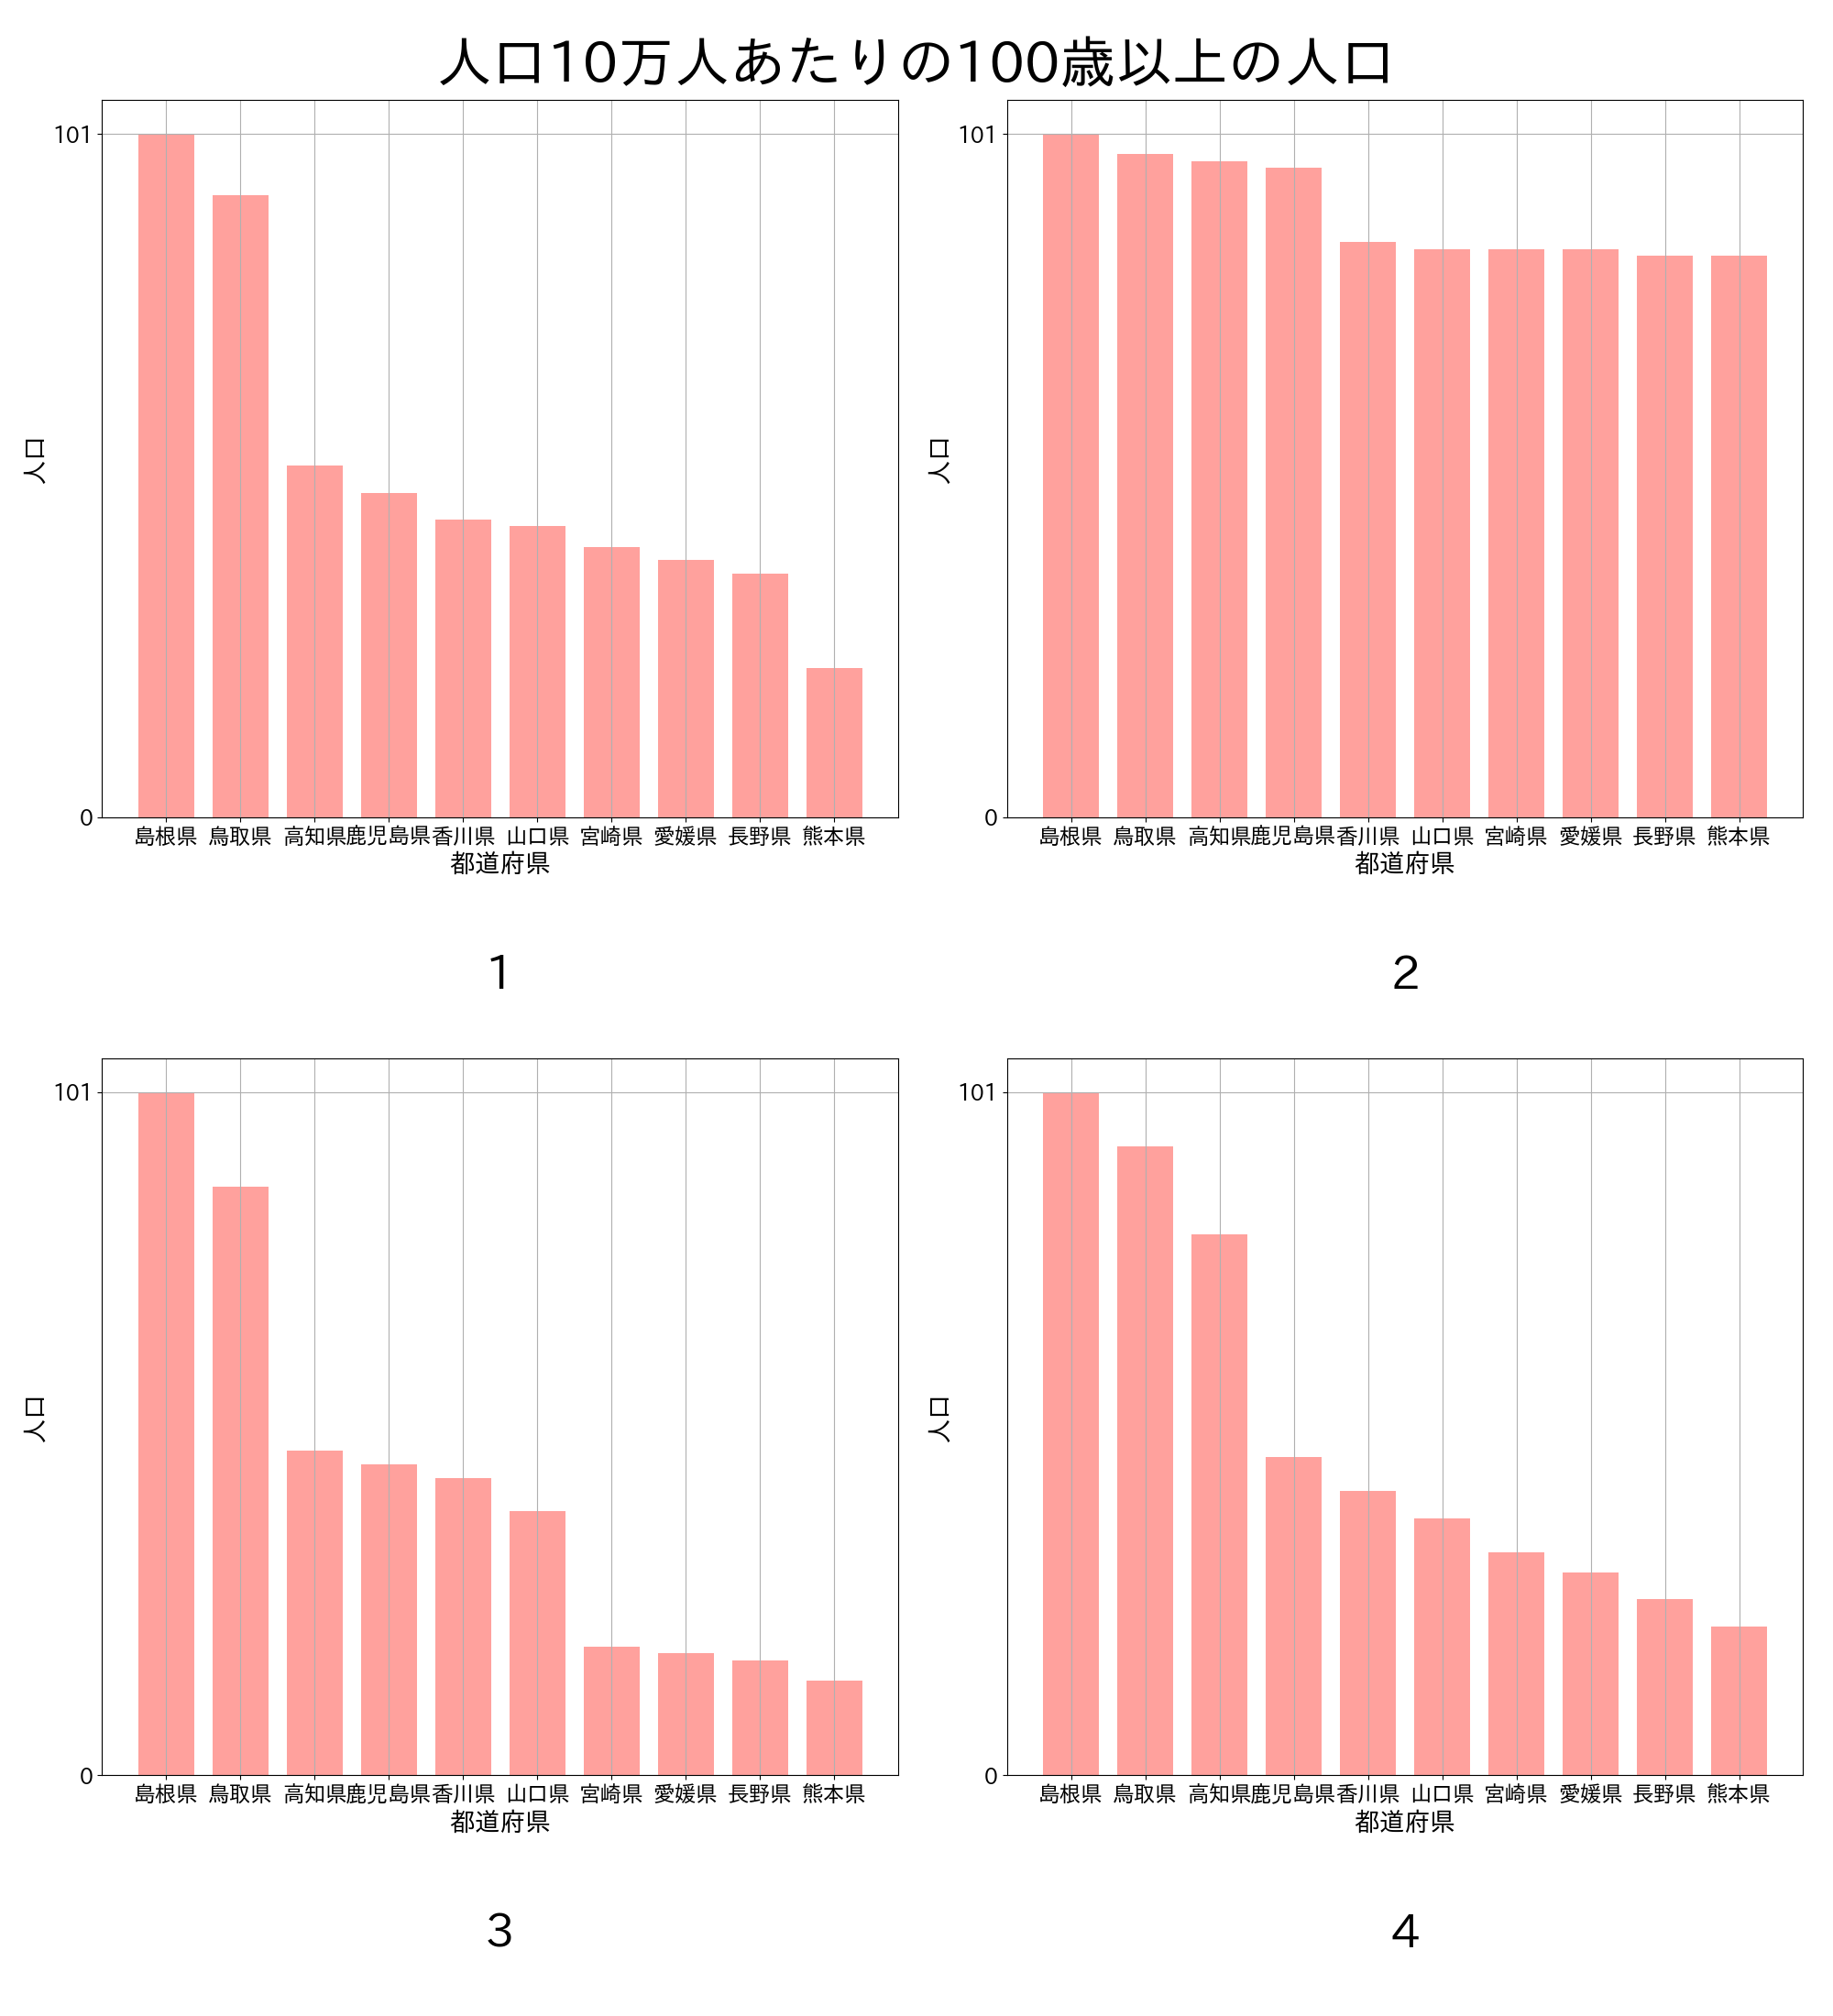 人口10万人あたりの100歳以上の人口
101
0
人口
島根県 鳥取県 高知県 鹿児島県 香川県 山口県 宮崎県 愛媛県 長野県 熊本県
都道府県
1
101
0
人口
島根県 鳥取県 高知県 鹿児島県 香川県 山口県 宮崎県 愛媛県 長野県 熊本県
都道府県
2
101
0
人口
島根県 鳥取県 高知県 鹿児島県 香川県 山口県 宮崎県 愛媛県 長野県 熊本県
都道府県
3
101
0
人口
島根県 鳥取県 高知県 鹿児島県 香川県 山口県 宮崎県 愛媛県 長野県 熊本県
都道府県
4